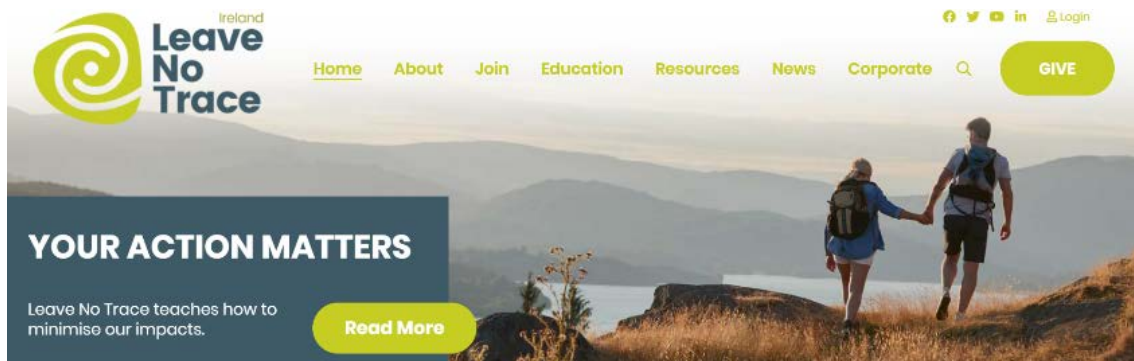 Ireland
Leave
No
Trace
Login
Home About Join Education Resources News Corporate
GIVE
YOUR ACTION MATTERS
Leave No Trace teaches how to
minimise our impacts.
Read More